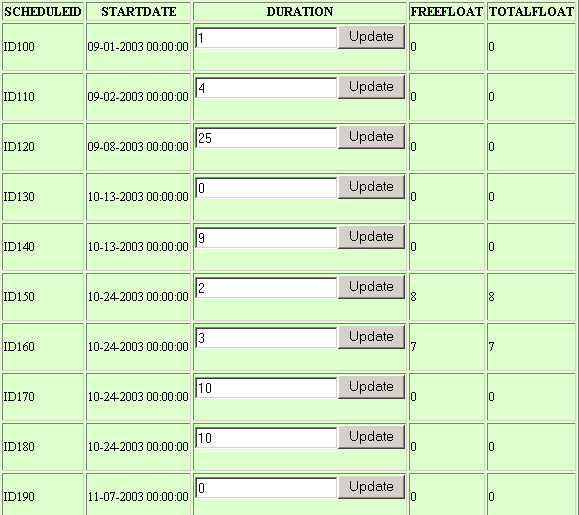 SCHEDULEID STARTDATE DURATION FREEFLOAT TOTALFLOAT
ID100 09-01-2003 00:00:00 1 Update 0 0
ID110 09-02-2003 00:00:00 4 Update 0 0
ID120 09-08-2003 00:00:00 25 Update 0 0
ID130 10-13-2003 00:00:00 0 Update 0 0
ID140 10-13-2003 00:00:00 9 Update 0 0
ID150 10-24-2003 00:00:00 2 Update 8 8
ID160 10-24-2003 00:00:00 3 Update 7 7
ID170 10-24-2003 00:00:00 10 Update 0 0
ID180 10-24-2003 00:00:00 10 Update 0 0
ID190 11-07-2003 00:00:00 0 Update 0 0